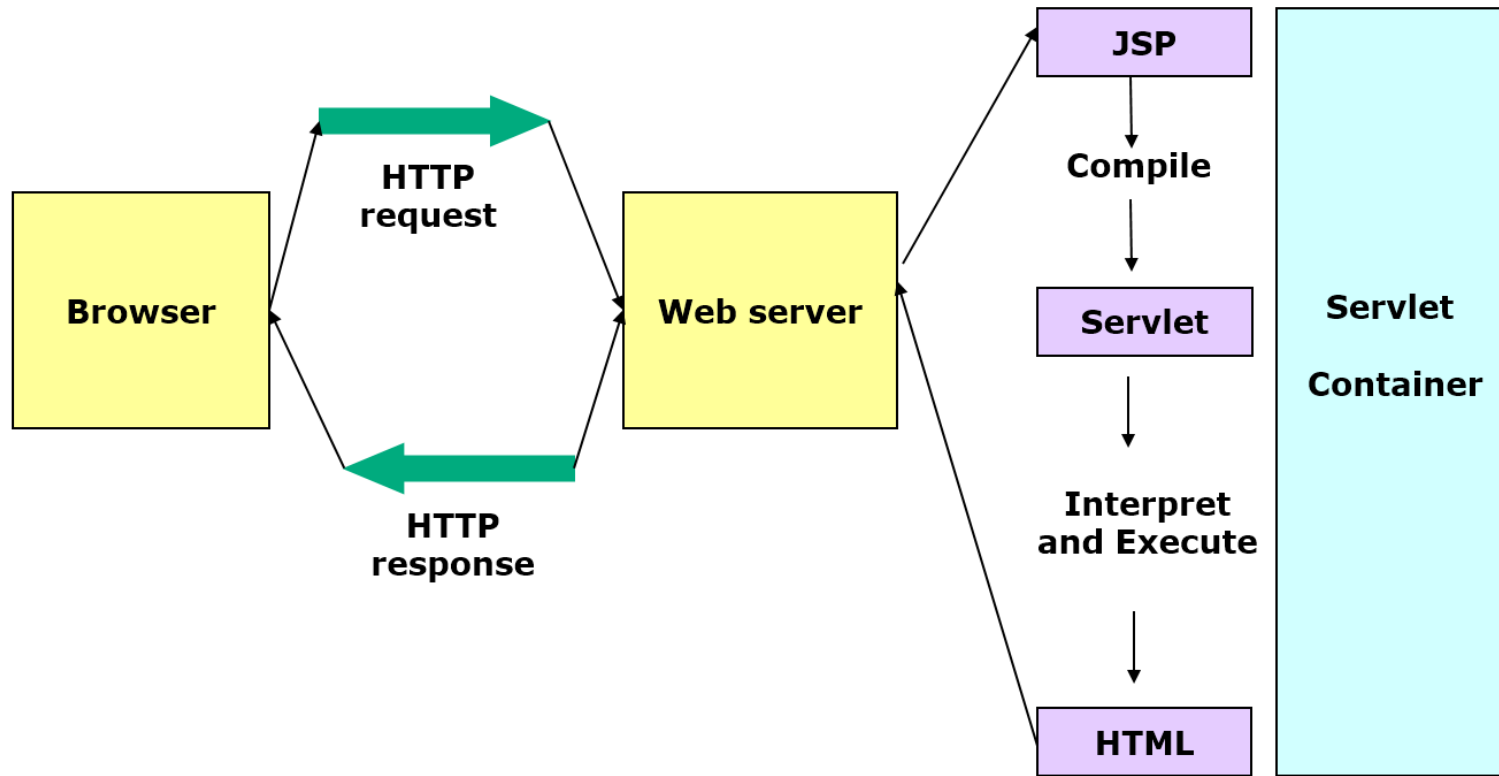 Browser
HTTP
request
HTTP
response
Web server
JSP
Compile
Servlet
Interpret
and Execute
HTML
Servlet
Container